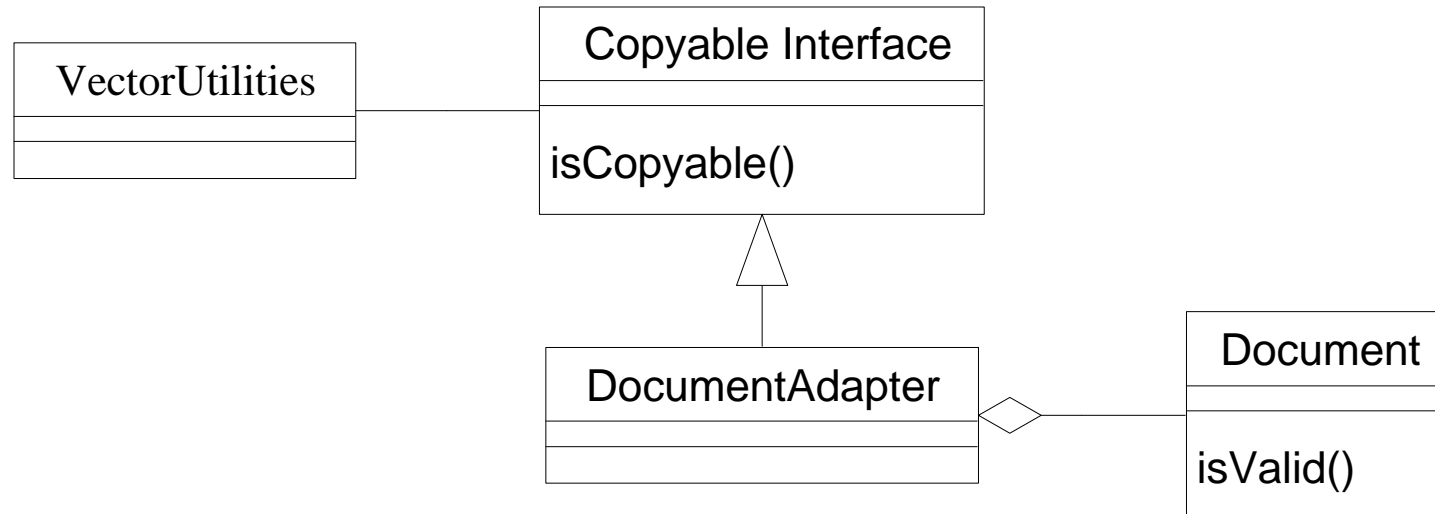 VectorUtilities
Copyable Interface
isCopyable()
DocumentAdapter
Document
isValid()